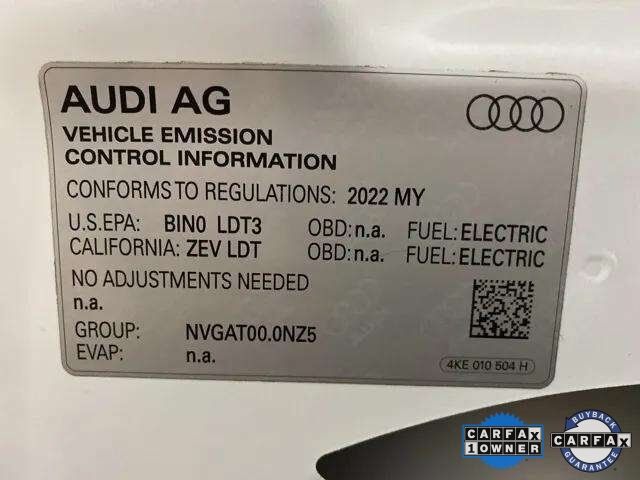 AUDI AG
VEHICLE EMISSION
CONTROL INFORMATION
CONFORMS TO REGULATIONS: 2022 MY
U.S.EPA: BIN0 LDT3 OBD: n.a. FUEL: ELECTRIC
CALIFORNIA: ZEV LDT OBD: n.a. FUEL: ELECTRIC
NO ADJUSTMENTS NEEDED
n.a.
GROUP: NVGAT00.0NZ5
EVAP: n.a.
4KE 010 504 H
CARFAX
1 OWNER
BUYBACK
CARFAX
GUARANTEE